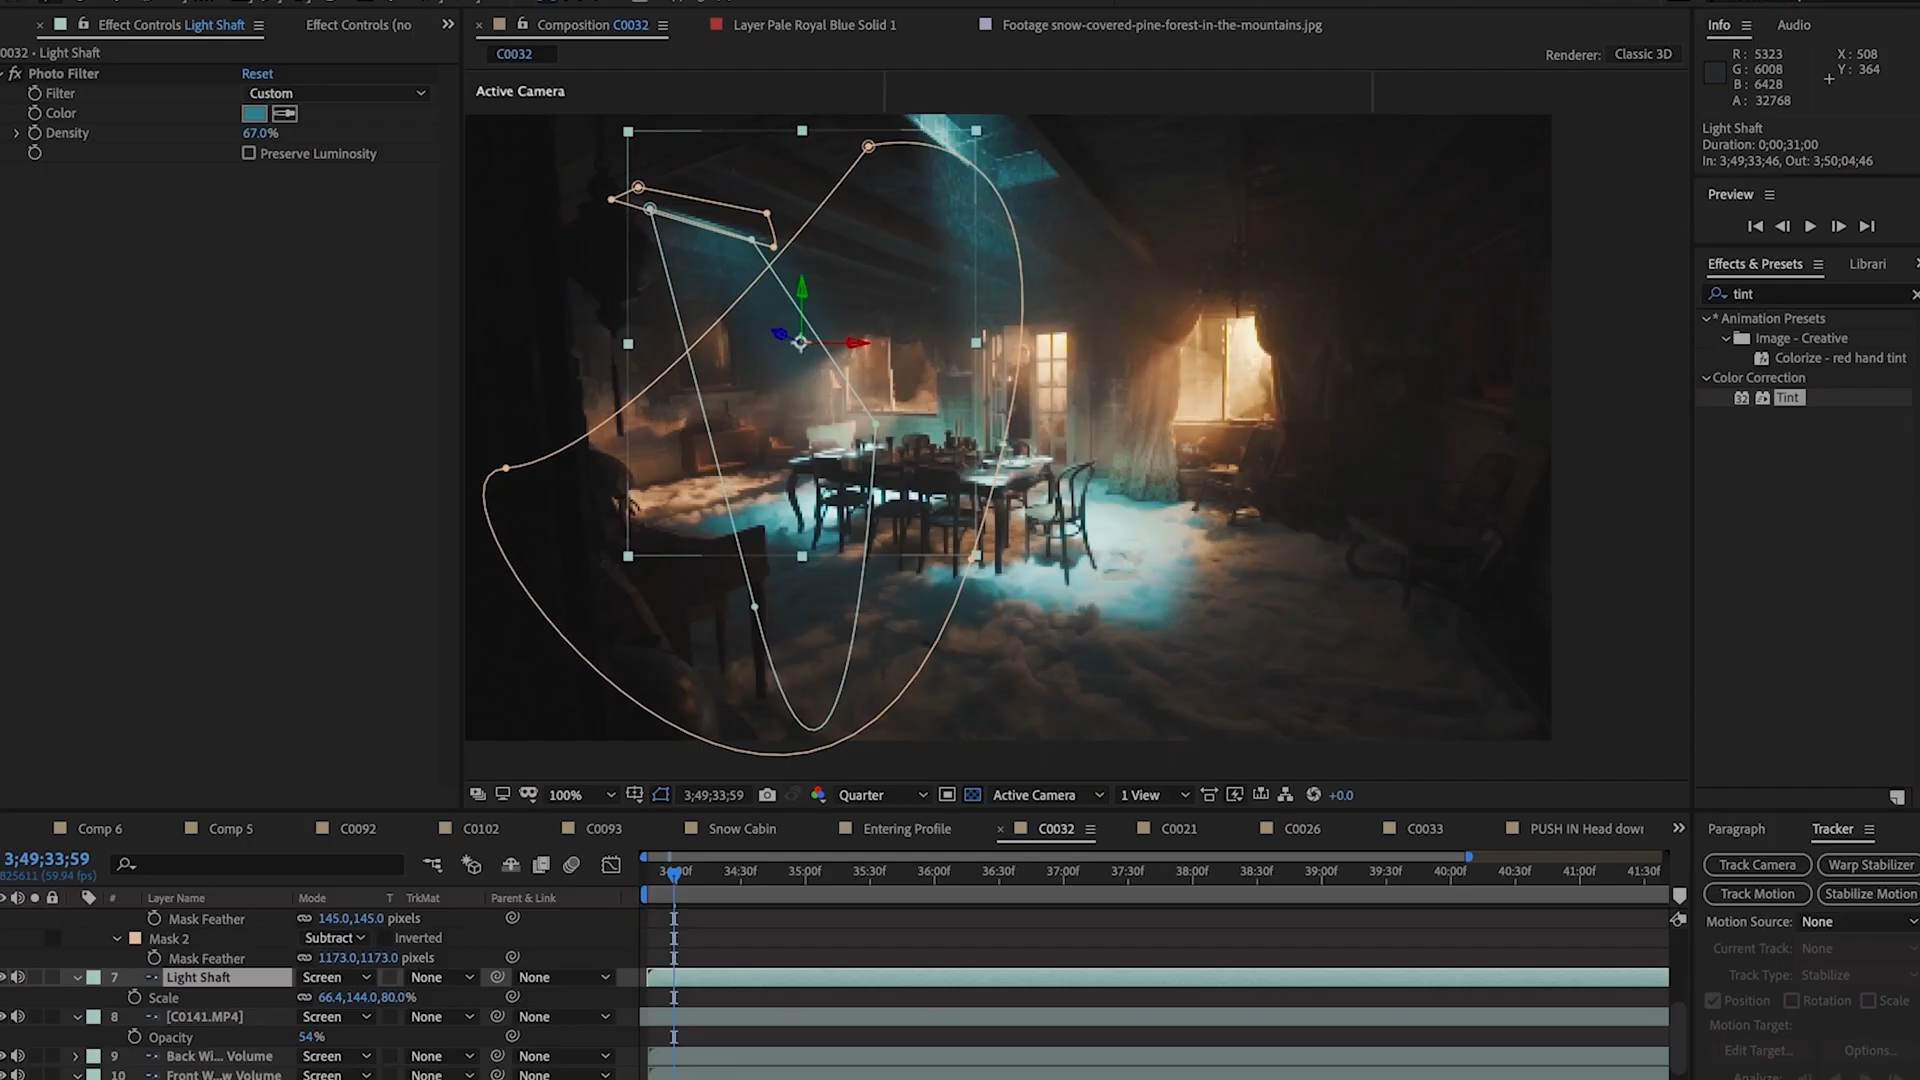 Effect Controls Light Shaft
Effect Controls (no
Composition C0032
Layer Pale Royal Blue Solid 1
Footage snow-covered-pine-forest-in-the-mountains.jpg
Info
Audio
0032 • Light Shaft
C0032
Renderer: Classic 3D
R: 5323
X: 508
G: 6008
Y: 364
B: 6428
A: 32768
fx Photo Filter
Reset
Filter
Custom
Color
Density
67.0%
Preserve Luminosity
Active Camera
Light Shaft
Duration: 0;00;31;00
In: 3;49;33;46, Out: 3;50;04;46
Preview
Effects & Presets
Librari
tint
* Animation Presets
Image - Creative
Colorize - red hand tint
Color Correction
32
Tint
100%
3;49;33;59
Quarter
Active Camera
1 View
+0.0
Comp 6
Comp 5
C0092
C0102
C0093
Snow Cabin
Entering Profile
C0032
C0021
C0026
C0033
PUSH IN Head down
Paragraph
Tracker
3;49;33;59
825611 (59.94 fps)
34:30f
35:00f
35:30f
36:00f
36:30f
37:00f
37:30f
38:00f
38:30f
39:00f
39:30f
40:00f
40:30f
41:00f
41:30f
Track Camera
Warp Stabilizer
Track Motion
Stabilize Motion
#
Layer Name
Mode
T
TrkMat
Parent & Link
Mask Feather
145.0,145.0 pixels
Motion Source: None
Mask 2
Subtract
Inverted
Current Track: None
Mask Feather
1173.0,1173.0 pixels
Track Type: Stabilize
7
Light Shaft
Screen
None
None
Scale
66.4,144.0,80.0%
Position
Rotation
Scale
8
[C0141.MP4]
Screen
None
None
Motion Target:
Opacity
54%
Edit Target...
Options...
9
Back Wi... Volume
Screen
None
None
10
Front W...w Volume
Screen
None
None
Analyze: